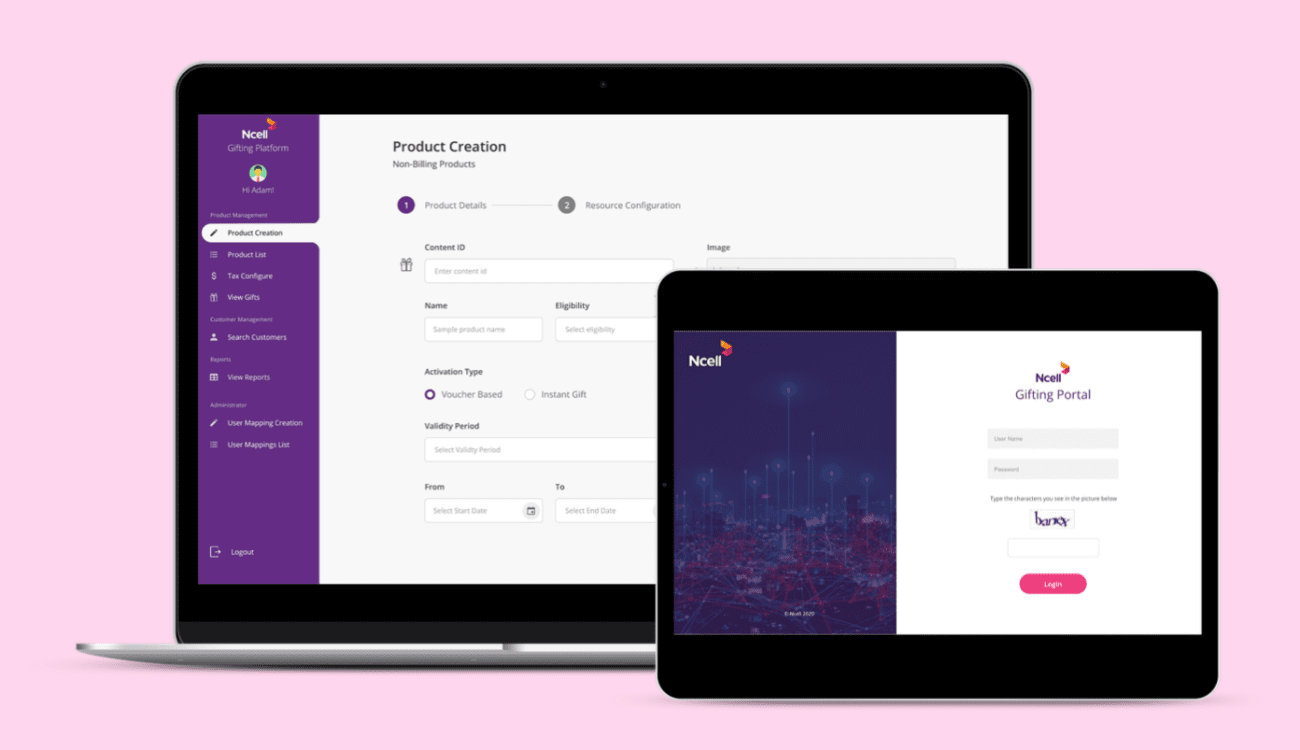 Ncell
Gifting Platform
Hi Adam!
Product Management
Product Creation
Product List
$ Tax Configure
View Gifts
Customer Management
Search Customers
Reports
View Reports
Administrator
User Mapping Creation
User Mappings List
Logout
Product Creation
Non-Billing Products
1 Product Details 2 Resource Configuration
Content ID Image
Enter content id
Name Eligibility
Sample product name Select eligibility
Activation Type
Voucher Based Instant Gift
Validity Period
Select Validity Period
From To
Select Start Date Select End Date
Ncell
© Ncell 2020
Ncell
Gifting Portal
User Name
Password
Type the characters you see in the picture below
Login